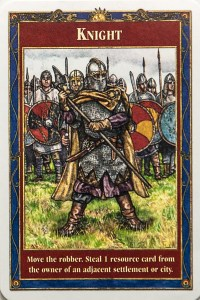 KNIGHT
Move the robber. Steal 1 resource card from
the owner of an adjacent settlement or city.